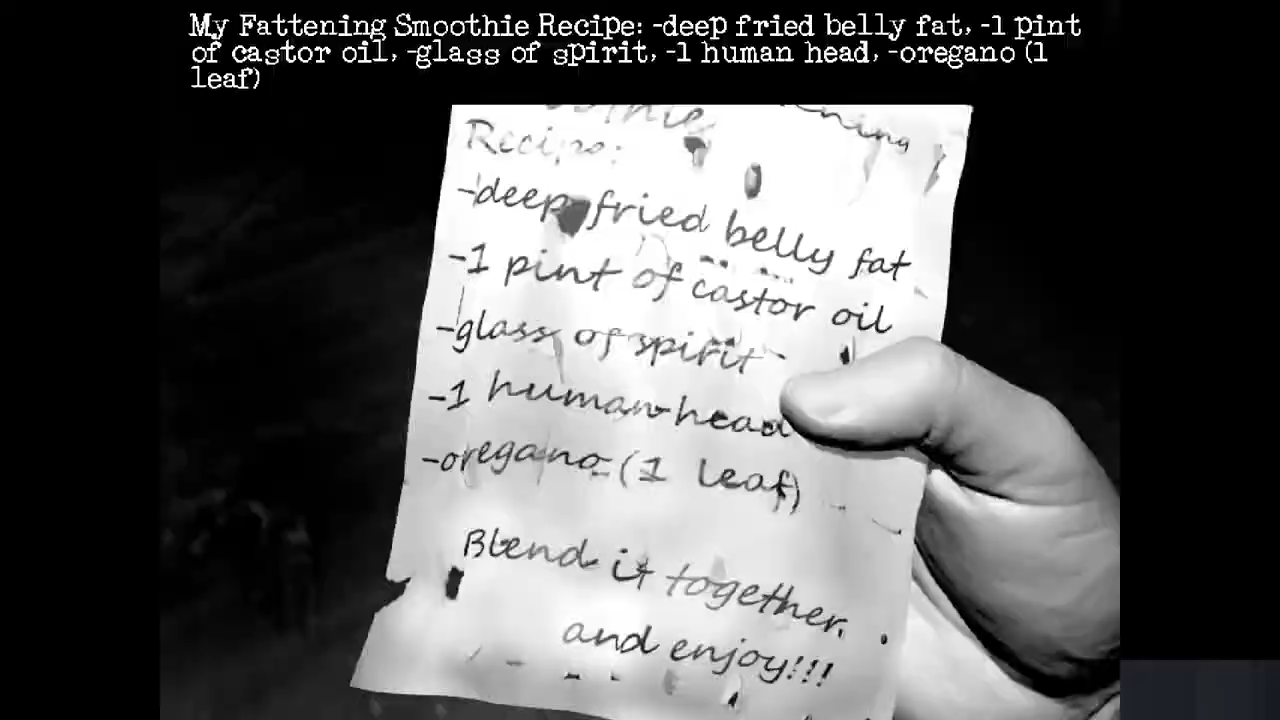 My Fattening Smoothie Recipe: -deep fried belly fat, -1 pint
of castor oil, -glass of spirit, -1 human head, -oregano (1
leaf)
Recipe:
-deep fried belly fat
-1 pint of castor oil
-glass of spirit
-1 human head
-oregano (1 leaf)
Blend it together.
and enjoy!!!